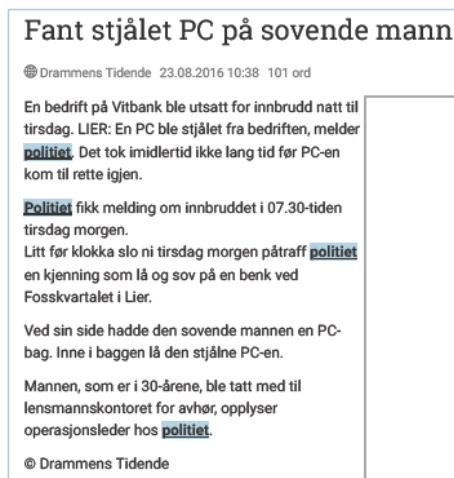 Fant stjålet PC på sovende mann
Drammens Tidende 23.08.2016 10:38 101 ord
En bedrift på Vitbank ble utsatt for innbrudd natt til
tirsdag. LIER: En PC ble stjålet fra bedriften, melder
politiet. Det tok imidlertid ikke lang tid før PC-en
kom til rette igjen.
Politiet fikk melding om innbruddet i 07.30-tiden
tirsdag morgen.
Litt før klokka slo ni tirsdag morgen påtraff politiet
en kjenning som lå og sov på en benk ved
Fosskvartalet i Lier.
Ved sin side hadde den sovende mannen en PC-
bag. Inne i baggen lå den stjålne PC-en.
Mannen, som er i 30-årene, ble tatt med til
lensmannskontoret for avhør, opplyser
operasjonsleder hos politiet.
© Drammens Tidende